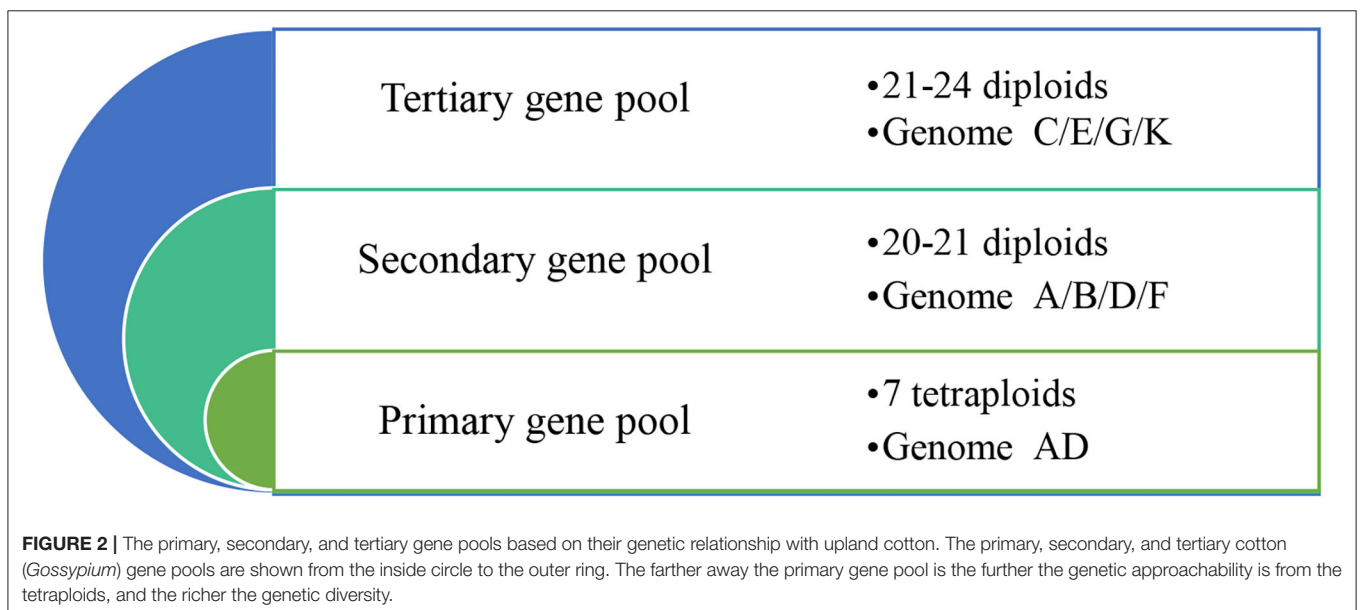 Tertiary gene pool
•21-24 diploids
•Genome C/E/G/K
Secondary gene pool
•20-21 diploids
•Genome A/B/D/F
Primary gene pool
•7 tetraploids
•Genome AD
FIGURE 2 | The primary, secondary, and tertiary gene pools based on their genetic relationship with upland cotton. The primary, secondary, and tertiary cotton
(Gossypium) gene pools are shown from the inside circle to the outer ring. The farther away the primary gene pool is the further the genetic approachability is from the
tetraploids, and the richer the genetic diversity.